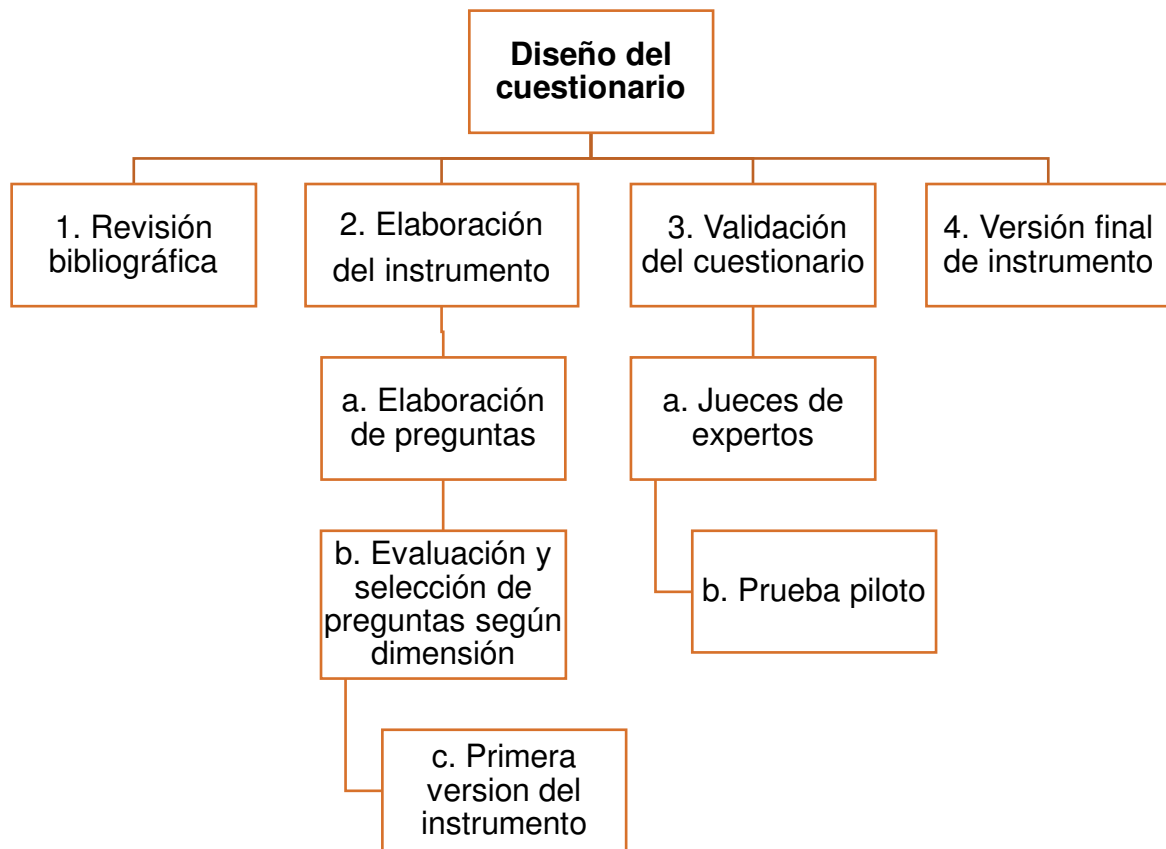 Diseño del
cuestionario
1. Revisión
bibliográfica
2. Elaboración
del instrumento
3. Validación
del cuestionario
4. Versión final
de instrumento
a. Elaboración
de preguntas
a. Jueces de
expertos
b. Evaluación y
selección de
preguntas según
dimensión
b. Prueba piloto
c. Primera
version del
instrumento